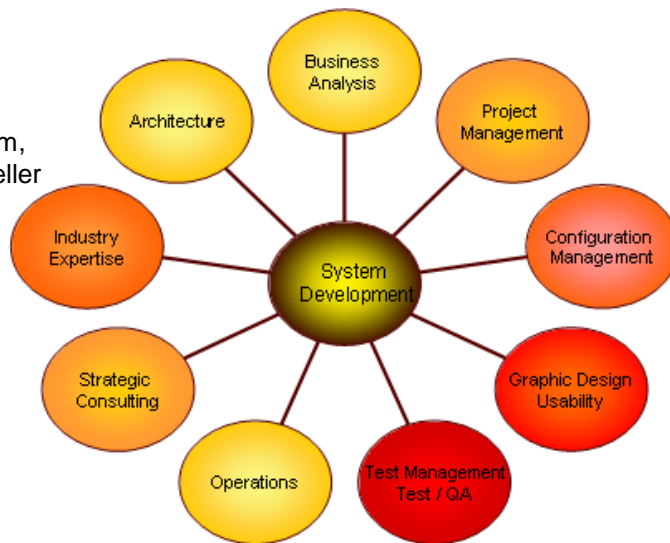 Business
Analysis
Project
Management
Architecture
Industry
Expertise
System
Development
Configuration
Management
Strategic
Consulting
Graphic Design
Usability
Operations
Test Management
Test / QA